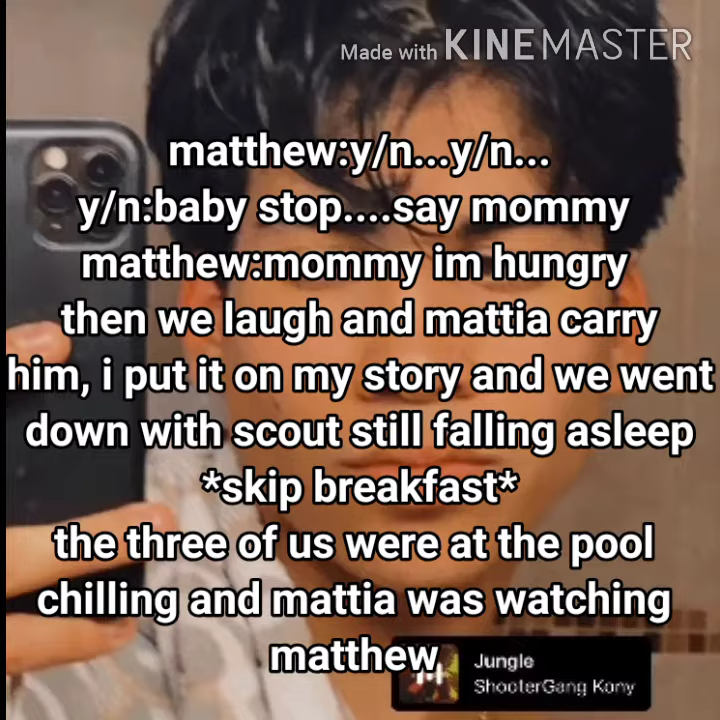 Made with KINEMASTER
matthew:y/n...y/n...
y/n:baby stop....say mommy
matthew:mommy im hungry
then we laugh and mattia carry
him, i put it on my story and we went
down with scout still falling asleep
*skip breakfast*
the three of us were at the pool
chilling and mattia was watching
matthew
Jungle
ShooterGang Kony